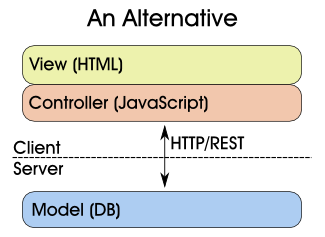 An Alternative
View (HTML)
Controller (JavaScript)
HTTP/REST
Client
Server
Model (DB)